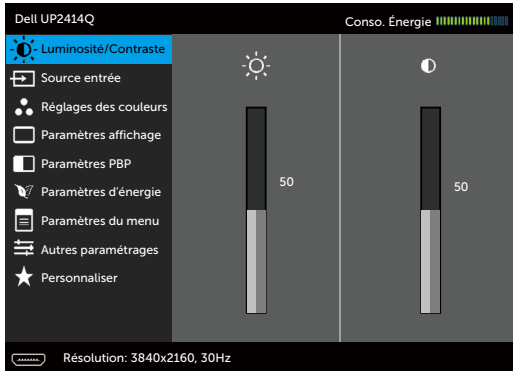 Dell UP2414Q
Conso. Énergie
Luminosité/Contraste
Source entrée
Réglages des couleurs
Paramètres affichage
Paramètres PBP
Paramètres d'énergie
Paramètres du menu
Autres paramétrages
Personnaliser
50
50
Résolution: 3840x2160, 30Hz